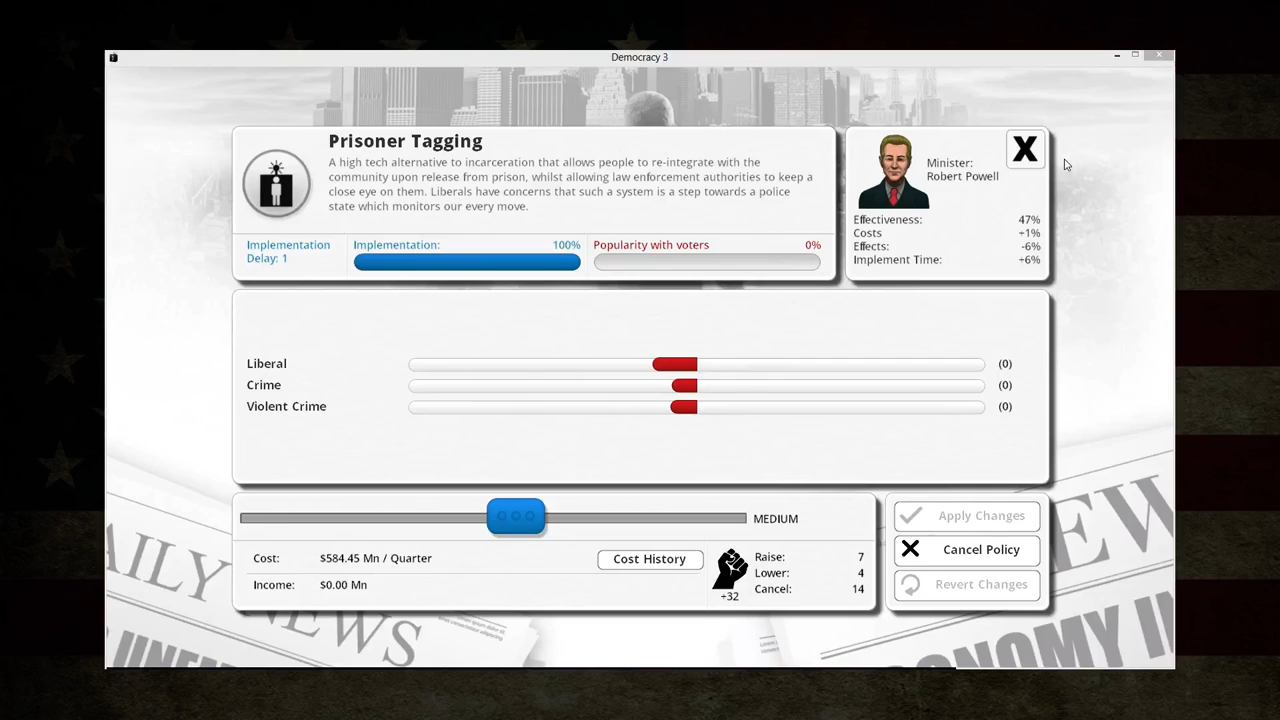 Democracy 3
Prisoner Tagging
A high tech alternative to incarceration that allows people to re-integrate with the
community upon release from prison, whilst allowing law enforcement authorities to keep a
close eye on them. Liberals have concerns that such a system is a step towards a police
state which monitors our every move.
Implementation
Delay: 1
Implementation: 100%
Popularity with voters 0%
X
Minister:
Robert Powell
Effectiveness: 47%
Costs +1%
Effects: -6%
Implement Time: +6%
Liberal (0)
Crime (0)
Violent Crime (0)
MEDIUM
Cost: $584.45 Mn / Quarter
Income: $0.00 Mn
Cost History
+32
Raise: 7
Lower: 4
Cancel: 14
Apply Changes
Cancel Policy
Revert Changes
DAILY NEWS
NEW
ONOMY I